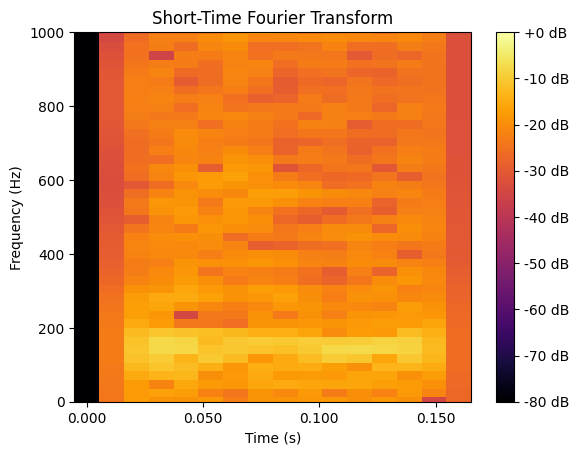 Short-Time Fourier Transform
Frequency (Hz)
1000
800
600
400
200
0
0.000
0.050
0.100
0.150
Time (s)
+0 dB
-10 dB
-20 dB
-30 dB
-40 dB
-50 dB
-60 dB
-70 dB
-80 dB